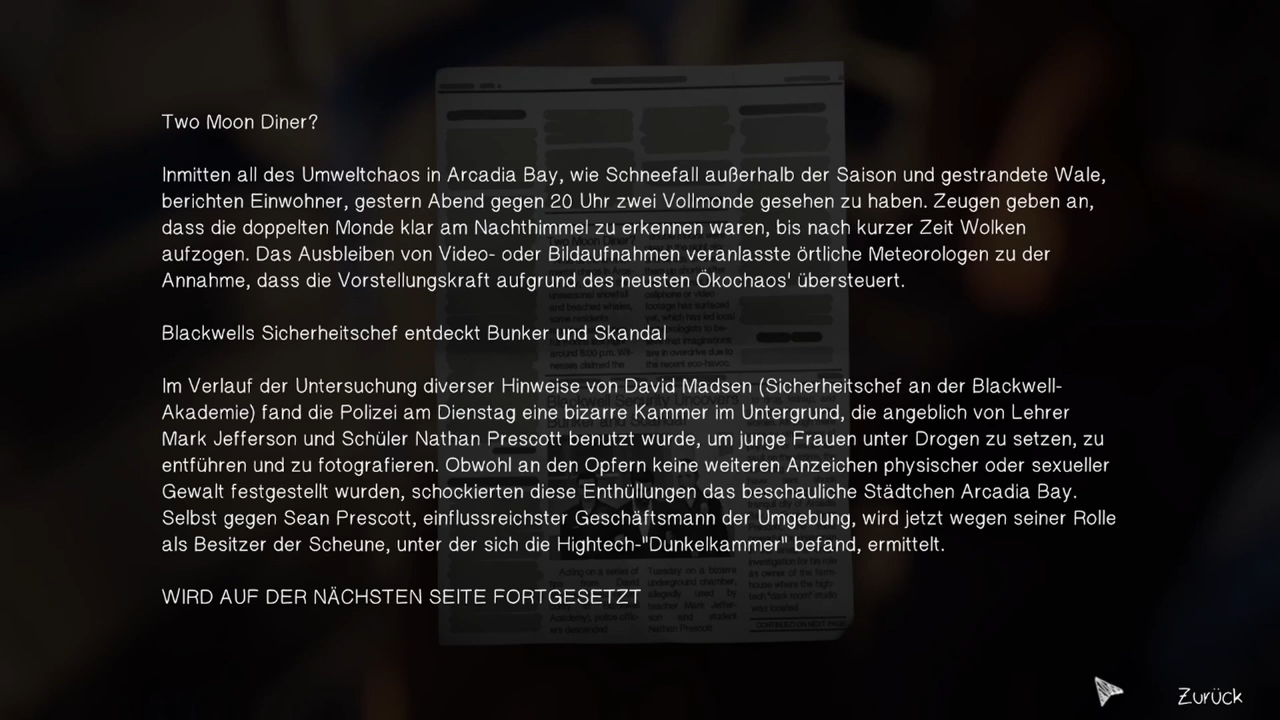 Two Moon Diner?
Inmitten all des Umweltchaos in Arcadia Bay, wie Schneefall außerhalb der Saison und gestrandete Wale,
berichten Einwohner, gestern Abend gegen 20 Uhr zwei Vollmonde gesehen zu haben. Zeugen geben an,
dass die doppelten Monde klar am Nachthimmel zu erkennen waren, bis nach kurzer Zeit Wolken
aufzogen. Das Ausbleiben von Video- oder Bildaufnahmen veranlasste örtliche Meteorologen zu der
Annahme, dass die Vorstellungskraft aufgrund des neusten Ökochaos' übersteuert.
Blackwells Sicherheitschef entdeckt Bunker und Skandal
Im Verlauf der Untersuchung diverser Hinweise von David Madsen (Sicherheitschef an der Blackwell-
Akademie) fand die Polizei am Dienstag eine bizarre Kammer im Untergrund, die angeblich von Lehrer
Mark Jefferson und Schüler Nathan Prescott benutzt wurde, um junge Frauen unter Drogen zu setzen, zu
entführen und zu fotografieren. Obwohl an den Opfern keine weiteren Anzeichen physischer oder sexueller
Gewalt festgestellt wurden, schockierten diese Enthüllungen das beschauliche Städtchen Arcadia Bay.
Selbst gegen Sean Prescott, einflussreichster Geschäftsmann der Umgebung, wird jetzt wegen seiner Rolle
als Besitzer der Scheune, unter der sich die Hightech-"Dunkelkammer" befand, ermittelt.
WIRD AUF DER NÄCHSTEN SEITE FORTGESETZT
Zurück